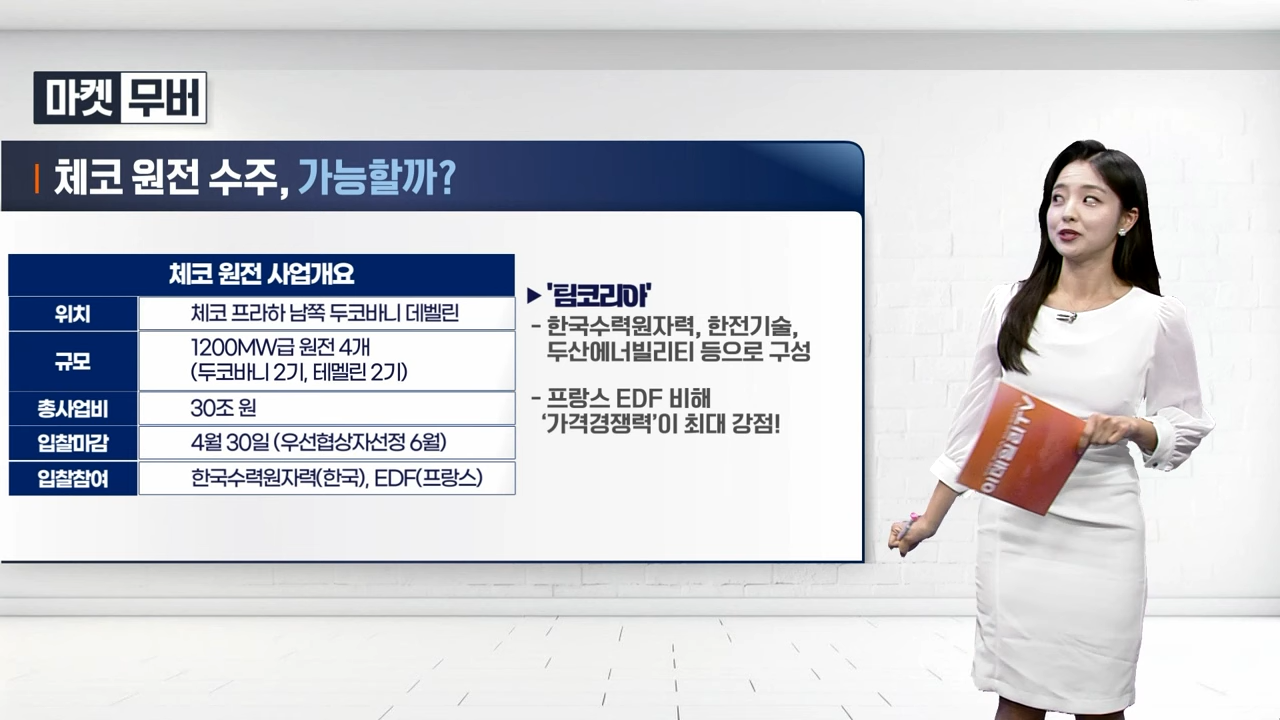 마켓무버
체코 원전 수주, 가능할까?
체코 원전 사업개요
위치
체코 프라하 남쪽 두코바니 데벨린
규모
1200MW급 원전 4개
(두코바니 2기, 테멜린 2기)
총사업비
30조 원
입찰마감
4월 30일 (우선협상자선정 6월)
입찰참여
한국수력원자력(한국), EDF(프랑스)
▶ '팀코리아'
- 한국수력원자력, 한전기술,
두산에너빌리티 등으로 구성
- 프랑스 EDF 비해
‘가격경쟁력’이 최대 강점!
이데일리TV